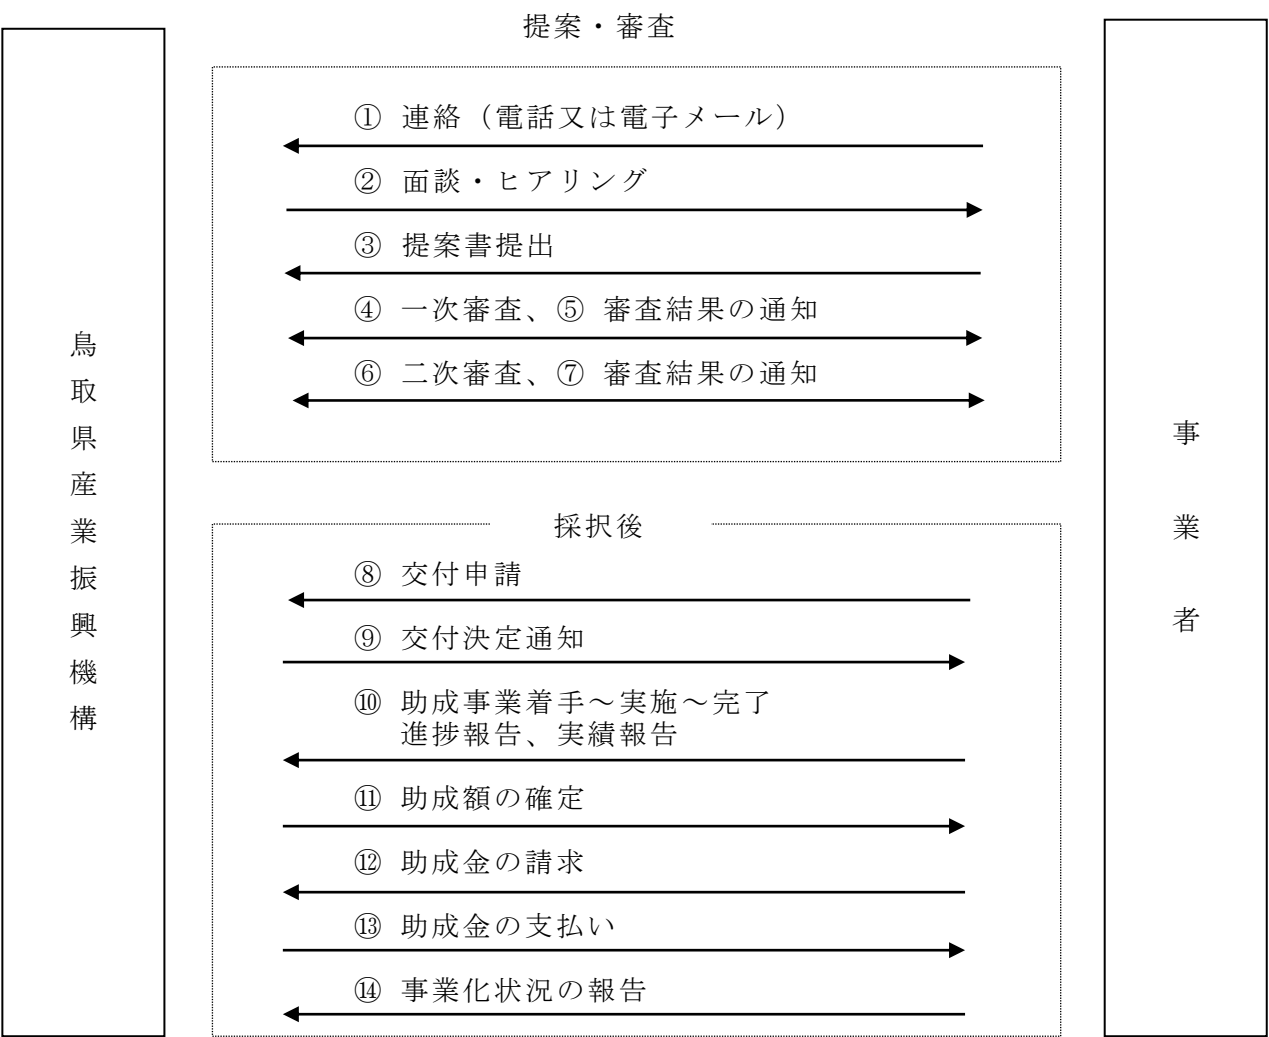 提案・審査
① 連絡（電話又は電子メール）
② 面談・ヒアリング
③ 提案書提出
④ 一次審査、⑤ 審査結果の通知
⑥ 二次審査、⑦ 審査結果の通知
鳥取県産業振興機構
事業者
採択後
⑧ 交付申請
⑨ 交付決定通知
⑩ 助成事業着手～実施～完了
進捗報告、実績報告
⑪ 助成額の確定
⑫ 助成金の請求
⑬ 助成金の支払い
⑭ 事業化状況の報告